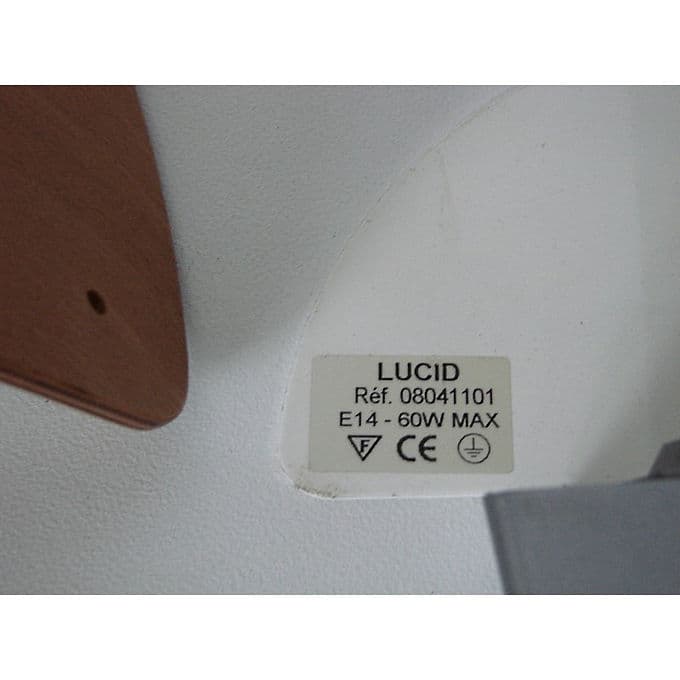 LUCID
Réf. 08041101
E14 - 60W MAX
F CE